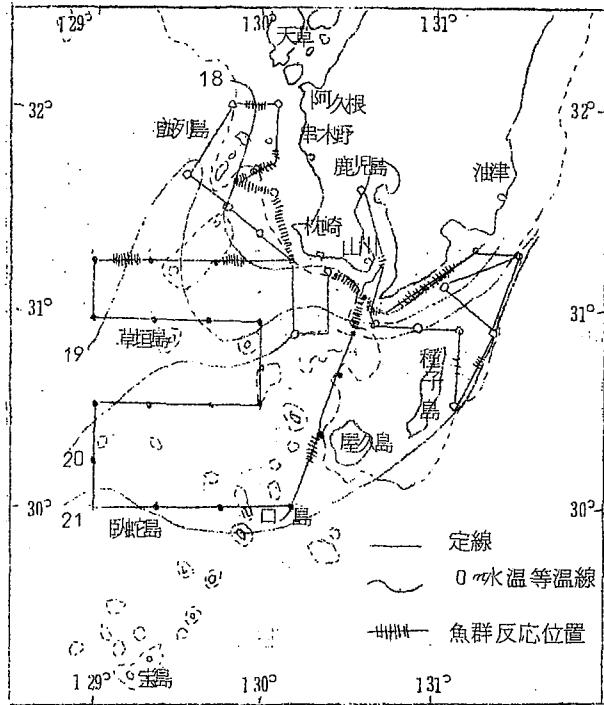 129° 130° 131°
天草
18
32° 32°
阿久根
串木野
甑列島
鹿児島
油津
枕崎
山川
31° 31°
草垣島
19
種子島
屋久島
20
30° 30°
21
口 島
臥蛇島
定線
0m水温等温線
魚群反応位置
宝島
129° 130° 131°